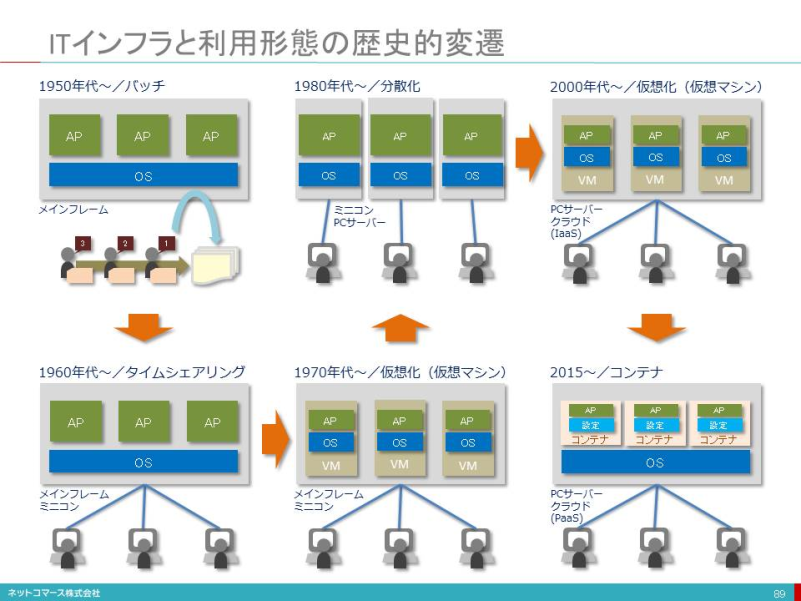 ITインフラと利用形態の歴史的変遷
1950年代〜／バッチ
AP AP AP
OS
メインフレーム
3 2 1
1980年代〜／分散化
AP AP AP
OS OS OS
ミニコン
PCサーバー
2000年代〜／仮想化（仮想マシン）
AP AP AP
OS OS OS
VM VM VM
PCサーバー
クラウド
(IaaS)
1960年代〜／タイムシェアリング
AP AP AP
OS
メインフレーム
ミニコン
1970年代〜／仮想化（仮想マシン）
AP AP AP
OS OS OS
VM VM VM
メインフレーム
ミニコン
2015〜／コンテナ
AP AP AP
設定 設定 設定
コンテナ コンテナ コンテナ
OS
PCサーバー
クラウド
(PaaS)
ネットコマース株式会社
89